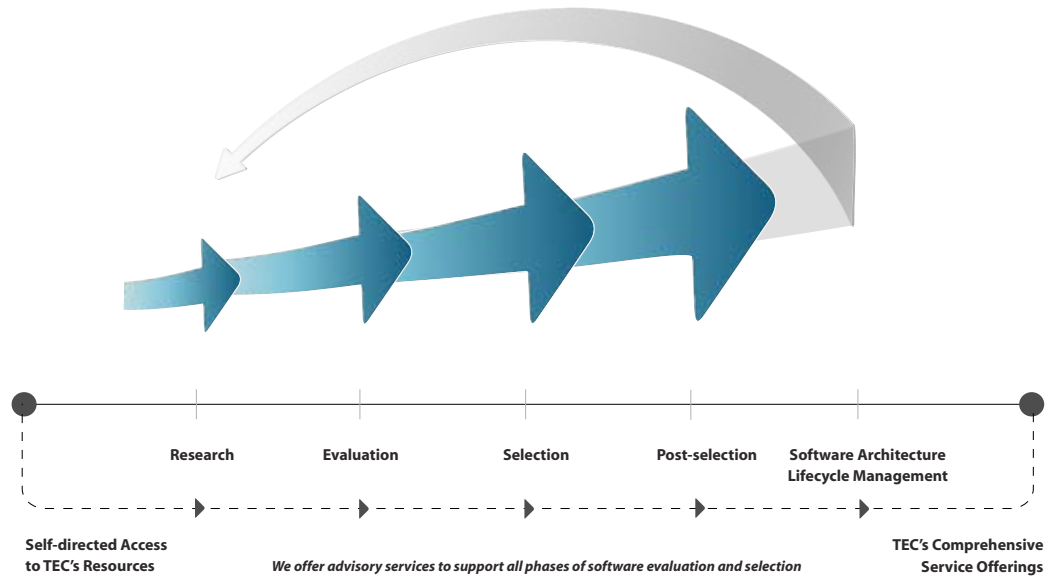 Research
Evaluation
Selection
Post-selection
Software Architecture
Lifecycle Management
Self-directed Access
to TEC's Resources
We offer advisory services to support all phases of software evaluation and selection
TEC's Comprehensive
Service Offerings